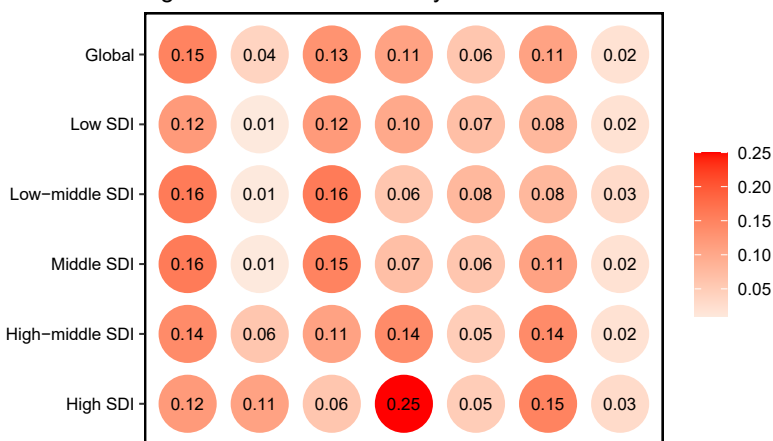 Global 0.15 0.04 0.13 0.11 0.06 0.11 0.02
Low SDI 0.12 0.01 0.12 0.10 0.07 0.08 0.02
Low−middle SDI 0.16 0.01 0.16 0.06 0.08 0.08 0.03
Middle SDI 0.16 0.01 0.15 0.07 0.06 0.11 0.02
High−middle SDI 0.14 0.06 0.11 0.14 0.05 0.14 0.02
High SDI 0.12 0.11 0.06 0.25 0.05 0.15 0.03
0.25
0.20
0.15
0.10
0.05